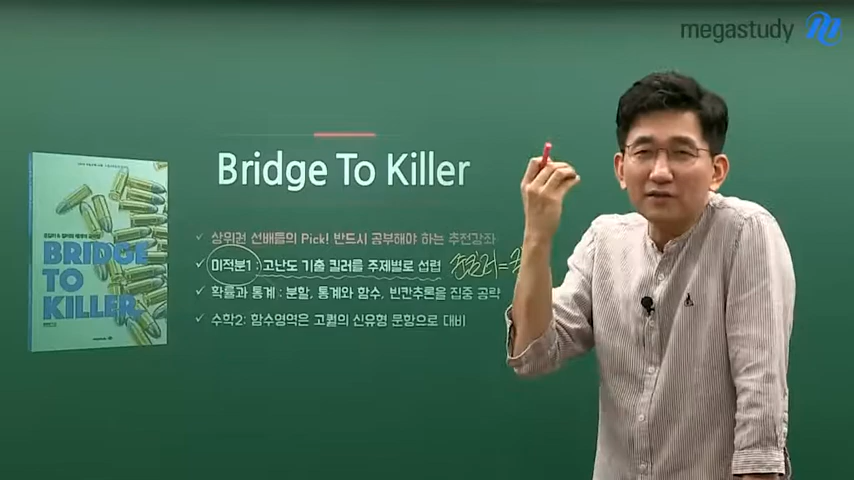 megastudy
Bridge To Killer
상위권 선배들의 Pick! 반드시 공부해야 하는 추천강좌
미적분1 : 고난도 기출 킬러를 주제별로 섭렵
확률과 통계 : 분할, 통계와 함수, 빈칸추론을 집중 공략
수학2: 함수영역은 고퀄의 신유형 문항으로 대비
BRIDGE
TO
KILLER